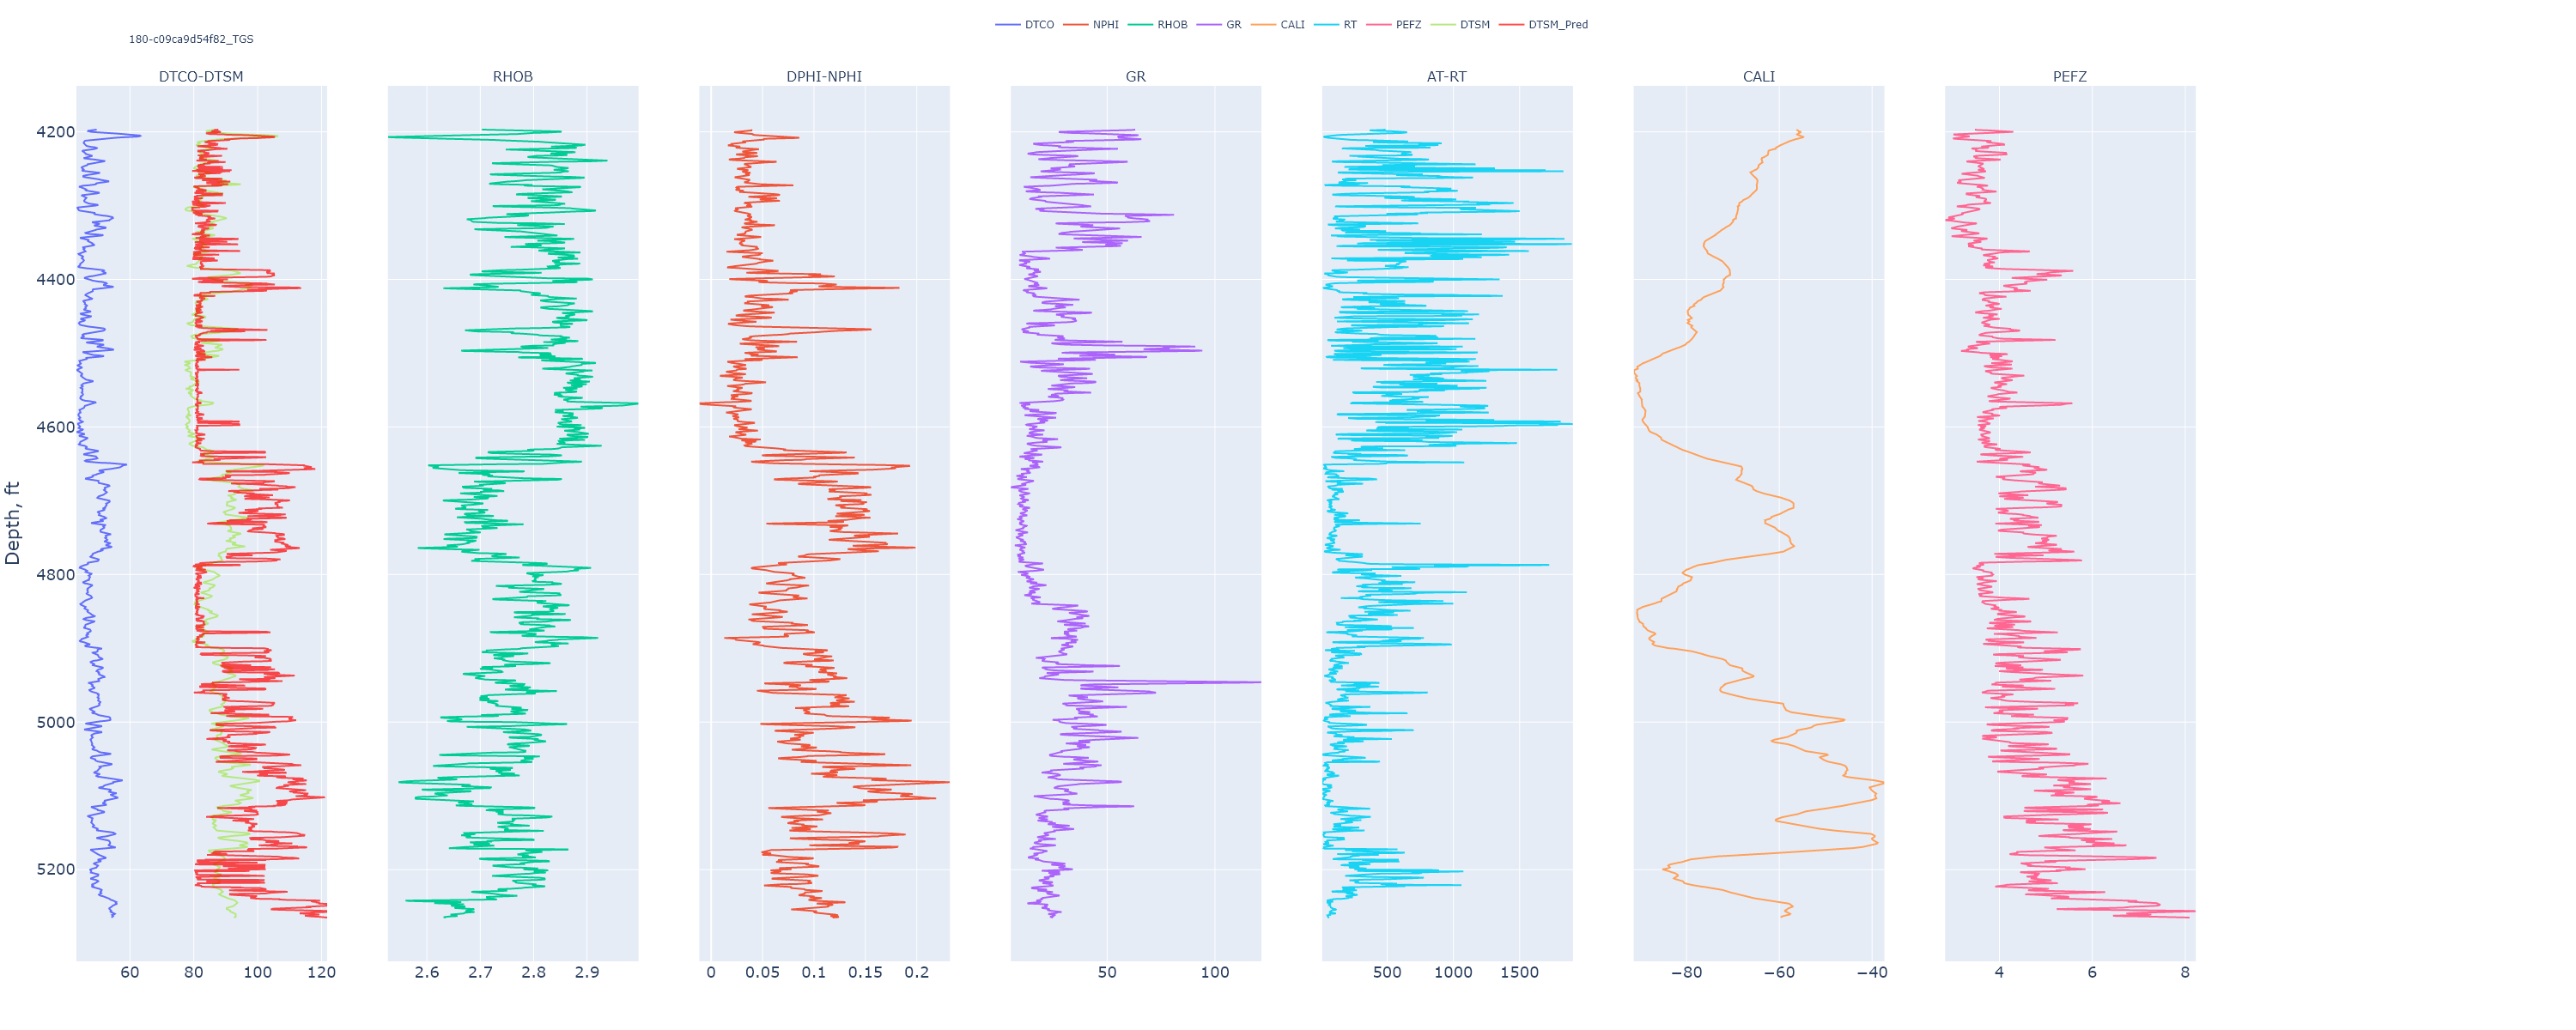 DTCO NPHI RHOB GR CALI RT PEFZ DTSM DTSM_Pred
180-c09ca9d54f82_TGS
DTCO-DTSM RHOB DPHI-NPHI GR AT-RT CALI PEFZ
4200
4400
4600
4800
5000
5200
Depth, ft
60 80 100 120 2.6 2.7 2.8 2.9 0 0.05 0.1 0.15 0.2 50 100 500 1000 1500 −80 −60 −40 4 6 8